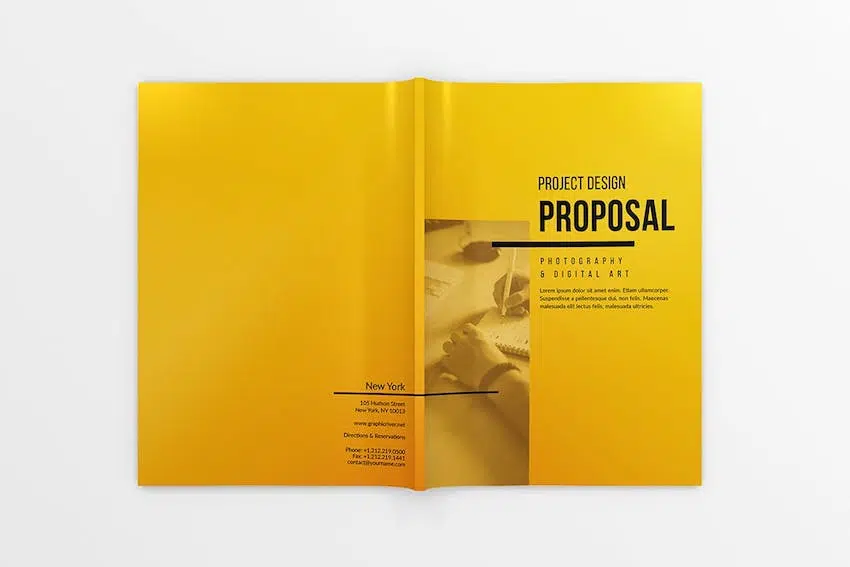 PROJECT DESIGN
PROPOSAL
PHOTOGRAPHY
& DIGITAL ART
Lorem ipsum dolor sit amet enim. Etiam ullamcorper.
Suspendisse a pellentesque dui, non felis. Maecenas
malesuada elit lectus felis, malesuada ultricies.
New York
105 Hudson Street
New York, NY 10013
www.graphicriver.net
Directions & Reservations
Phone: +1.212.219.0500
Fax: +1.212.219.1441
contact@yourname.com